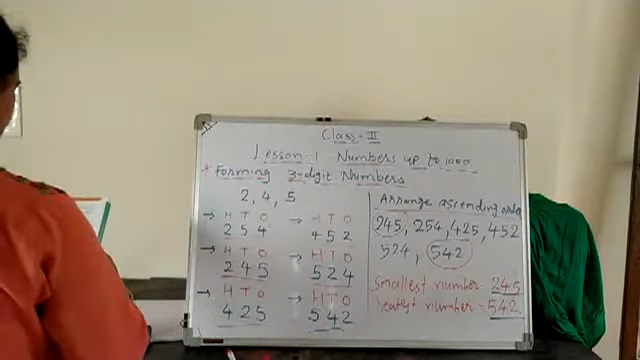 Class-II
Lesson-1 Numbers up to 1000
* Forming 3-digit Numbers
2, 4, 5
→ H T O
2 5 4
→ H T O
2 4 5
→ H T O
4 2 5
→ H T O
4 5 2
→ H T O
5 2 4
→ H T O
5 4 2
Arrange ascending order
245, 254, 425, 452
524, 542
smallest number - 245
number - 542